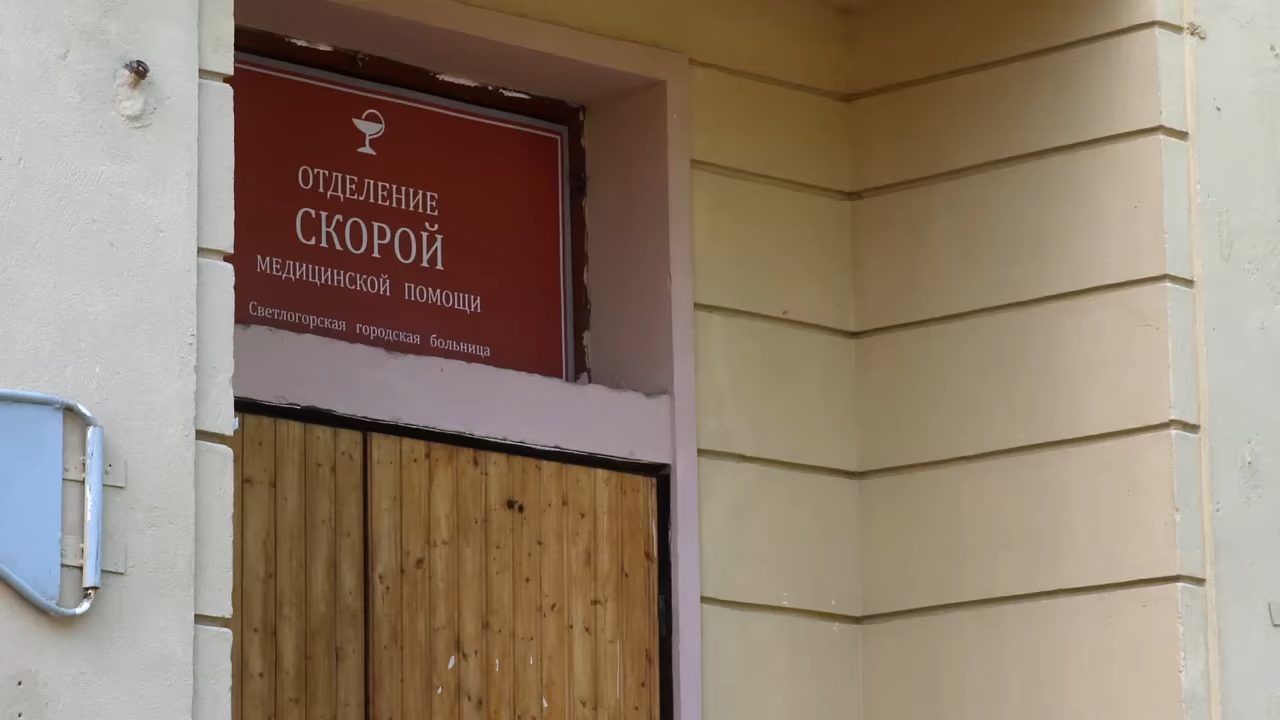 ОТДЕЛЕНИЕ
СКОРОЙ
МЕДИЦИНСКОЙ ПОМОЩИ
Светлогорская городская больница